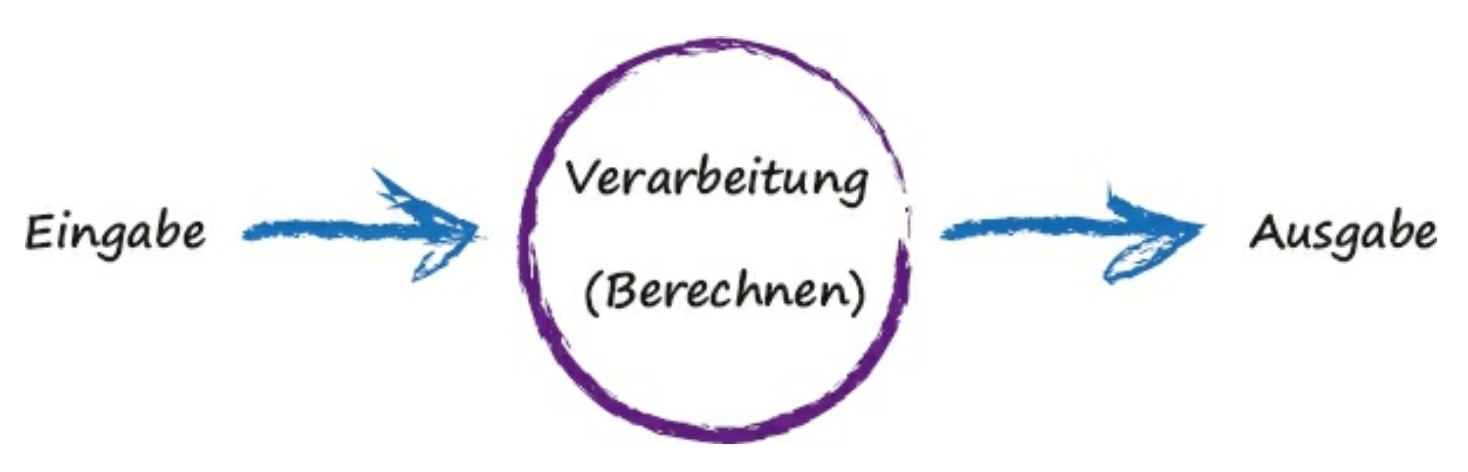 Eingabe
Verarbeitung
(Berechnen)
Ausgabe